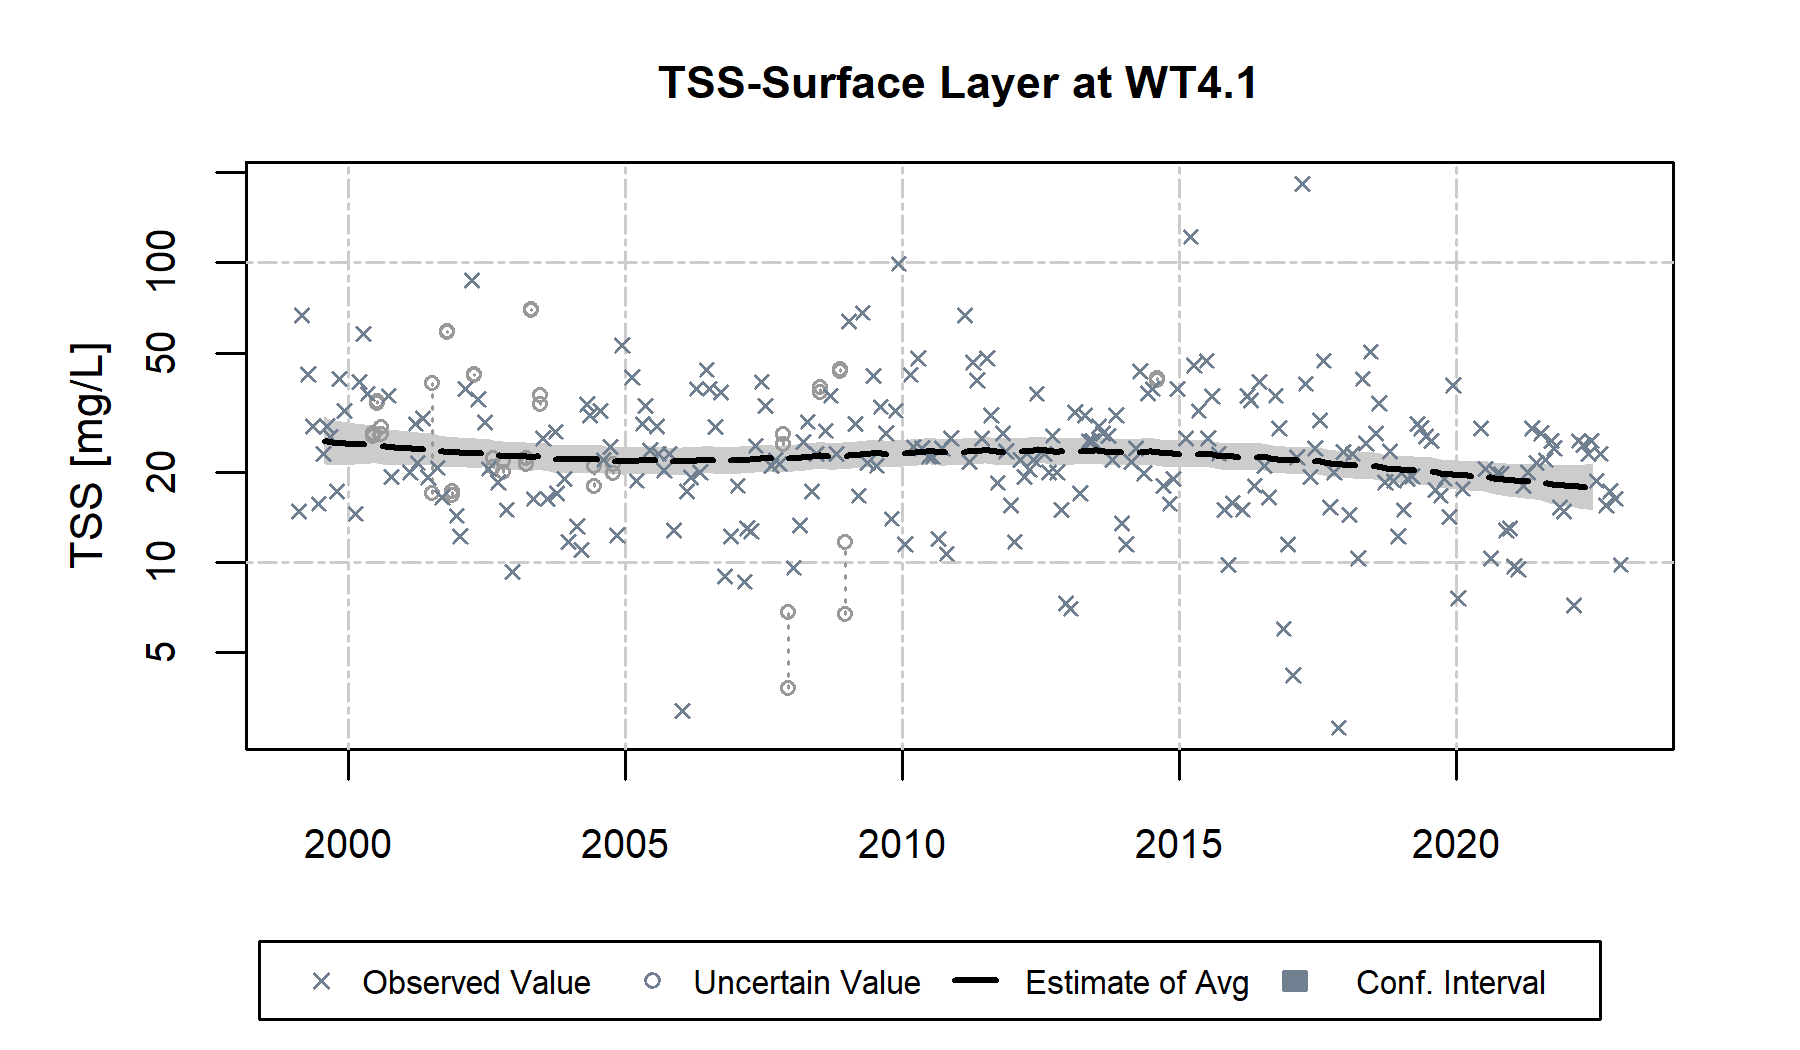 TSS-Surface Layer at WT4.1
TSS [mg/L]
100
50
20
10
5
2000 2005 2010 2015 2020
Observed Value Uncertain Value Estimate of Avg Conf. Interval